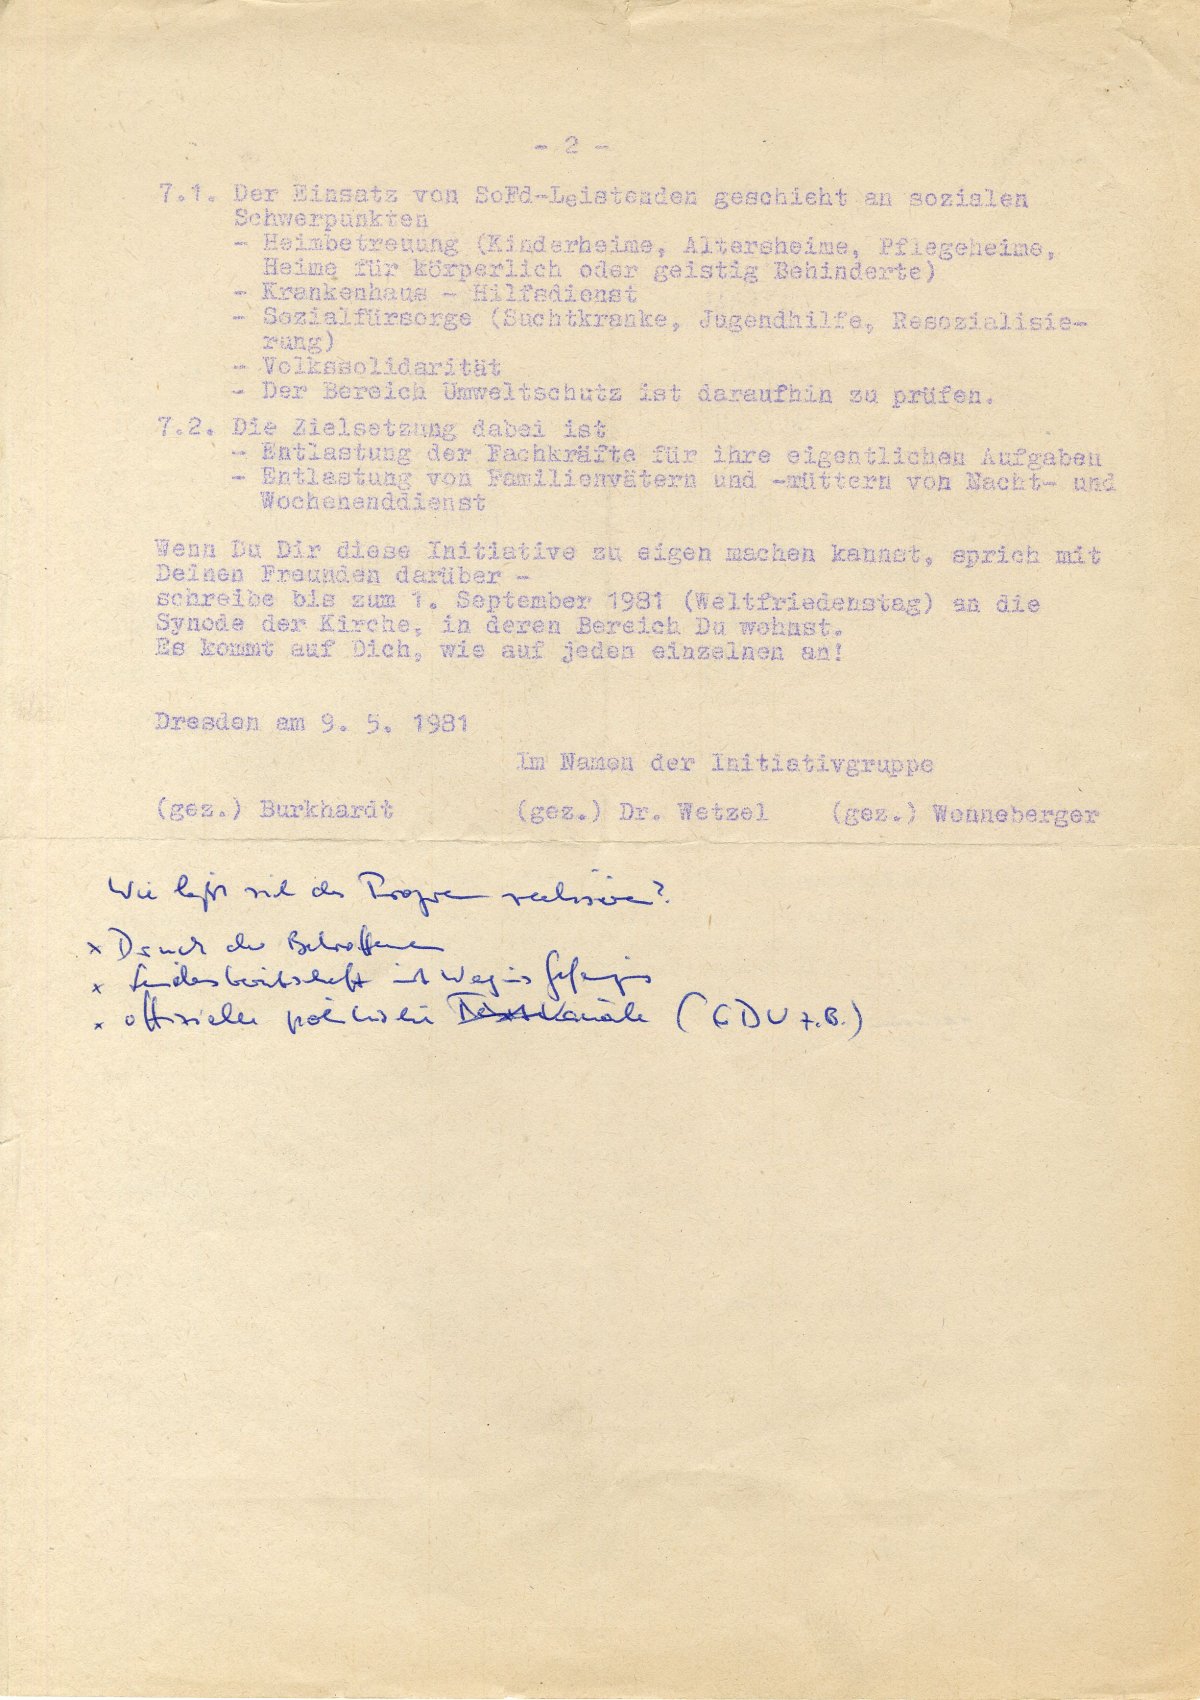 - 2 -
7.1. Der Einsatz von SoFd-Leistenden geschieht an sozialen
Schwerpunkten
- Heimbetreuung (Kinderheime, Altersheime, Pflegeheime,
Heime für körperlich oder geistig Behinderte)
- Krankenhaus - Hilfsdienst
- Sozialfürsorge (Suchtkranke, Jugendhilfe, Resozialisie-
rung)
- Volkssolidarität
- Der Bereich Umweltschutz ist daraufhin zu prüfen.
7.2. Die Zielsetzung dabei ist
- Entlastung der Fachkräfte für ihre eigentlichen Aufgaben
- Entlastung von Familienvätern und -müttern von Nacht- und
Wochenenddienst
Wenn Du Dir diese Initiative zu eigen machen kannst, sprich mit
Deinen Freunden darüber -
schreibe bis zum 1. September 1981 (Weltfriedenstag) an die
Synode der Kirche, in deren Bereich Du wohnst.
Es kommt auf Dich, wie auf jeden einzelnen an!
Dresden am 9. 5. 1981
Im Namen der Initiativgruppe
(gez.) Burkhardt (gez.) Dr. Wetzel (gez.) Wonneberger
Wie läßt sich das Programm realisieren?
x Druck der Betroffenen
x ins Gefängnis
x offizielle politische Kanäle (CDU z.B.)